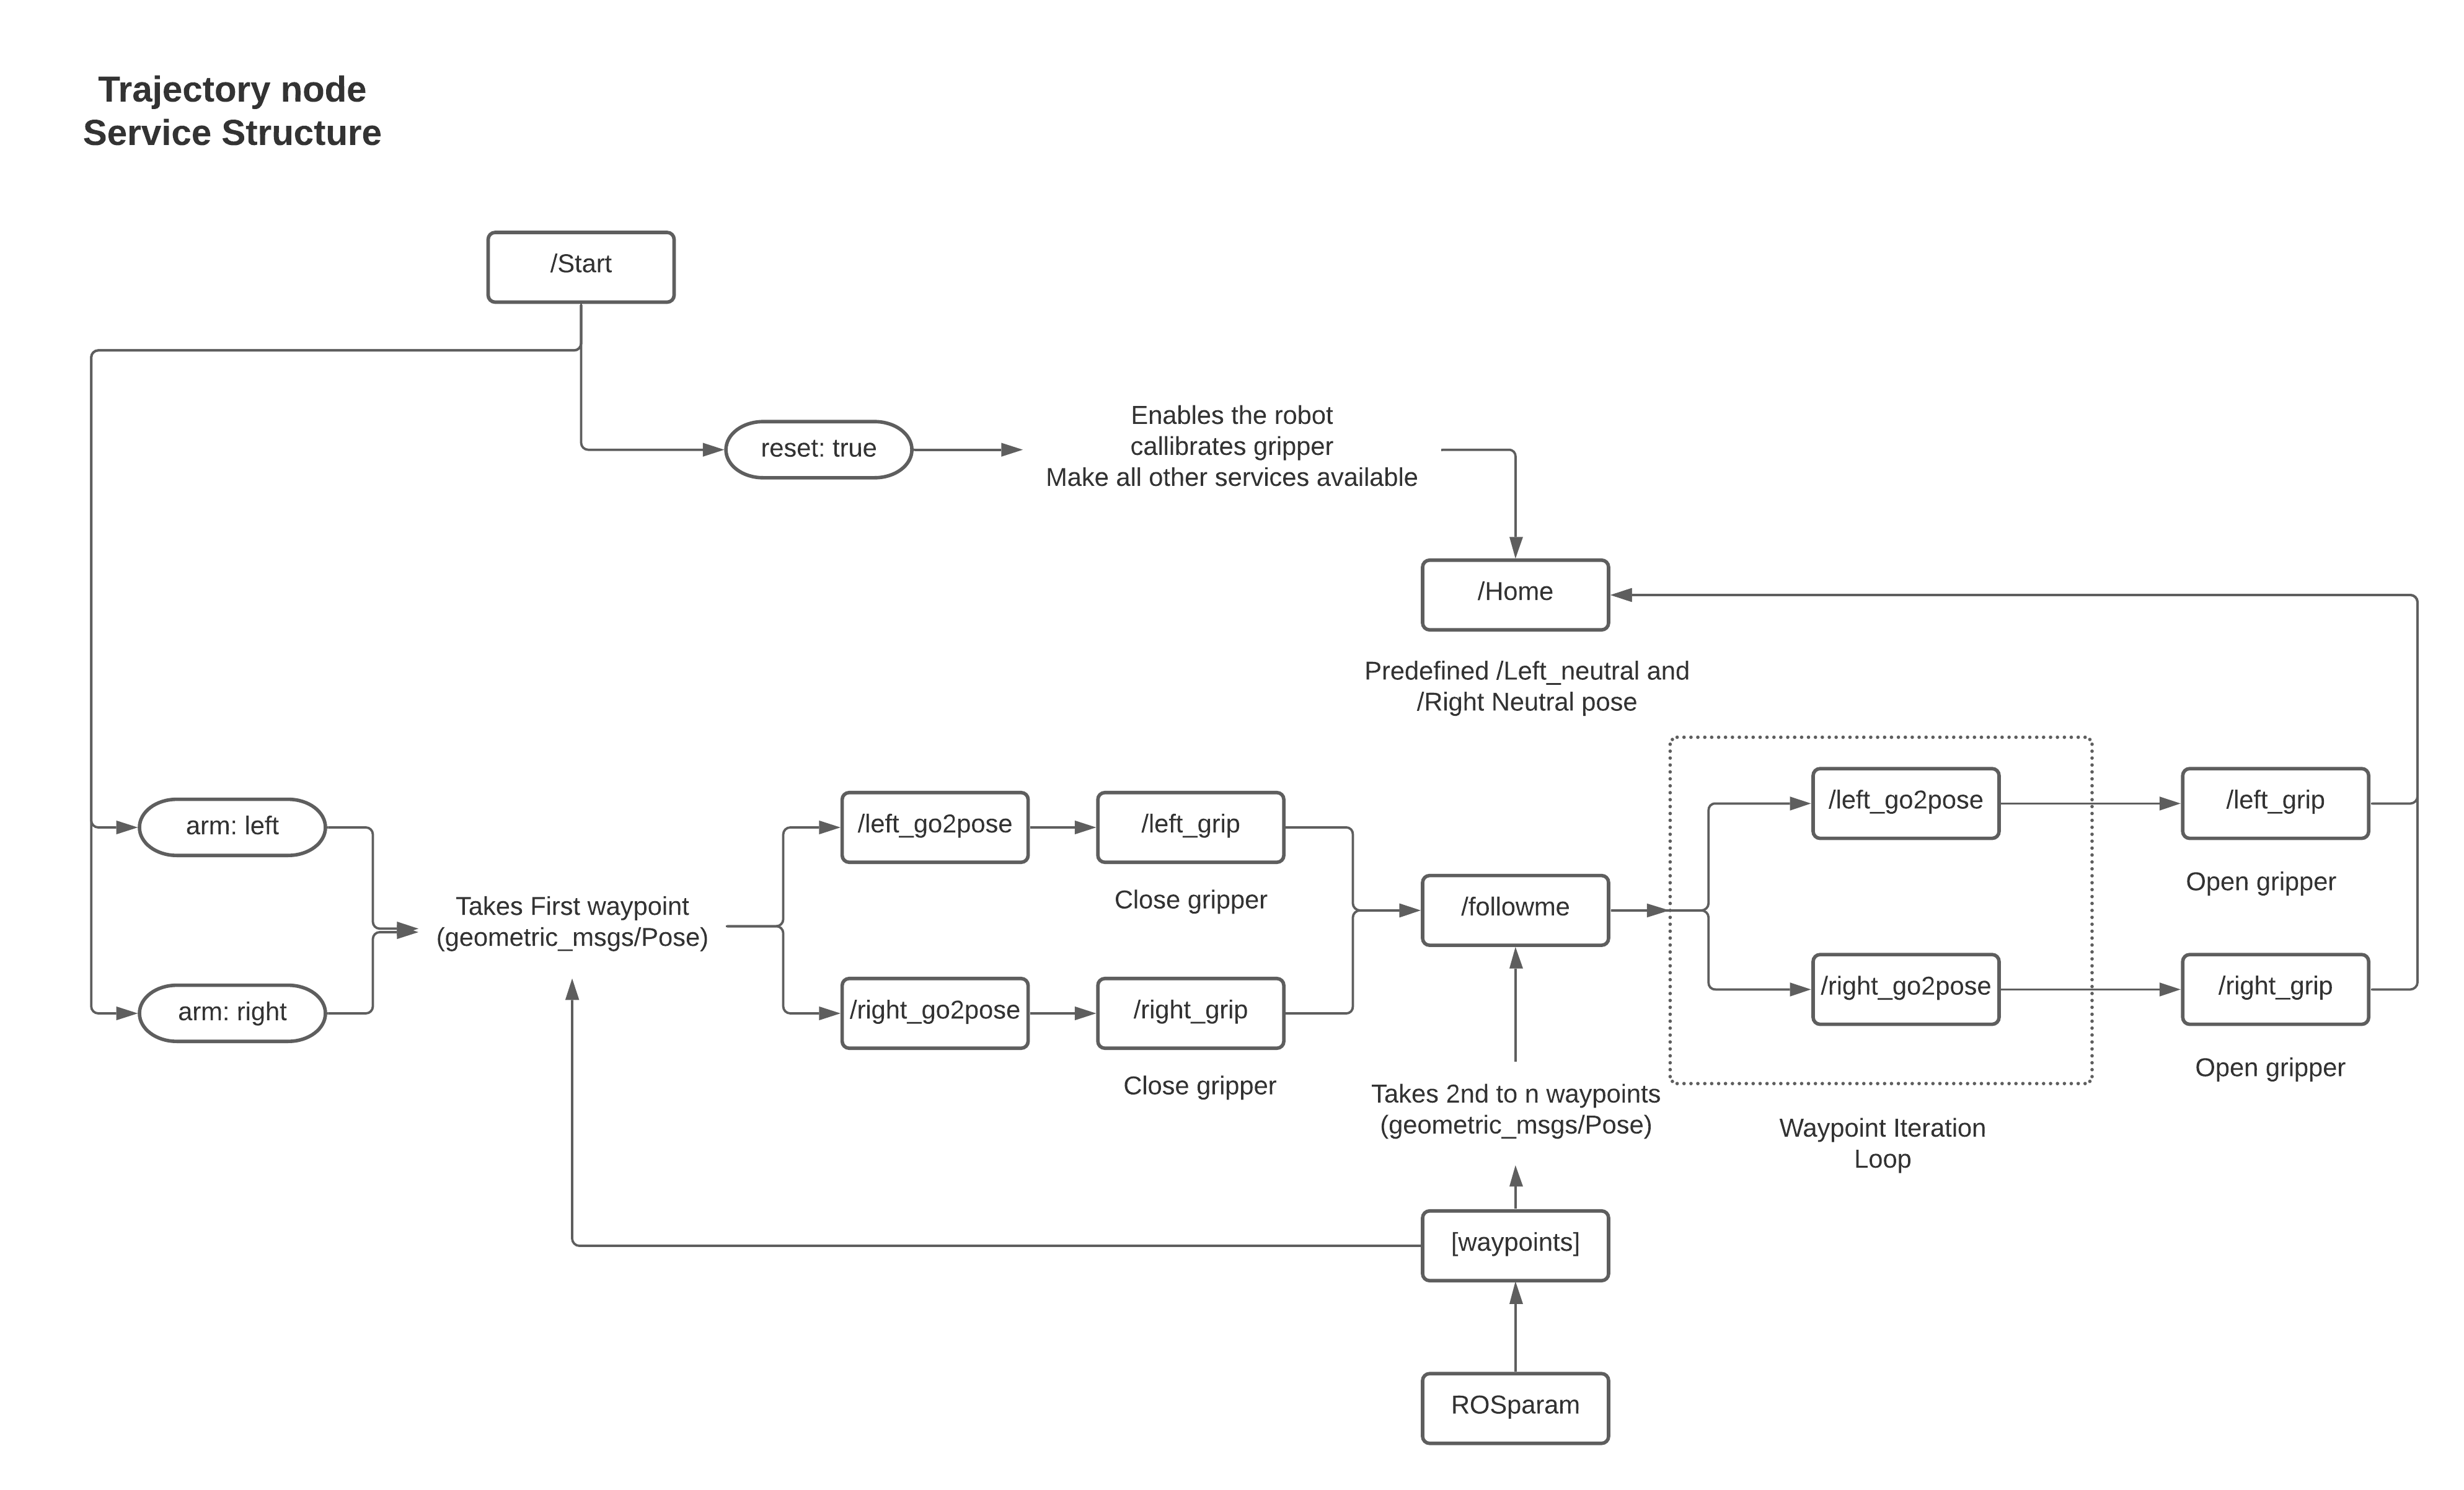 Trajectory node
Service Structure
/Start
reset: true
Enables the robot
callibrates gripper
Make all other services available
/Home
Predefined /Left_neutral and
/Right Neutral pose
arm: left
arm: right
Takes First waypoint
(geometric_msgs/Pose)
/left_go2pose
/left_grip
Close gripper
/right_go2pose
/right_grip
Close gripper
/followme
Takes 2nd to n waypoints
(geometric_msgs/Pose)
[waypoints]
ROSparam
/left_go2pose
/right_go2pose
Waypoint Iteration
Loop
/left_grip
Open gripper
/right_grip
Open gripper